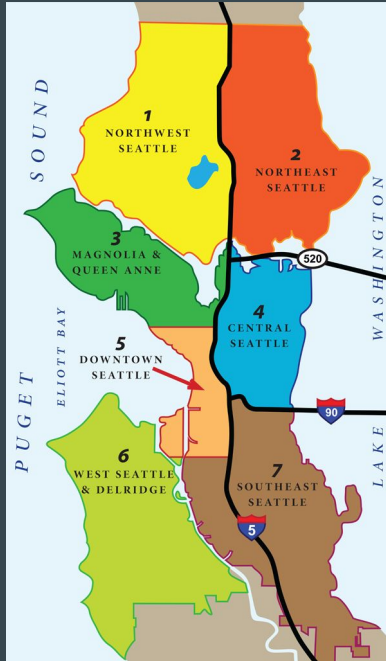 1
NORTHWEST
SEATTLE
2
NORTHEAST
SEATTLE
PUGET SOUND
3
MAGNOLIA &
QUEEN ANNE
520
ELIOTT BAY
4
CENTRAL
SEATTLE
5
DOWNTOWN
SEATTLE
90
LAKE WASHINGTON
6
WEST SEATTLE
& DELRIDGE
7
SOUTHEAST
SEATTLE
5